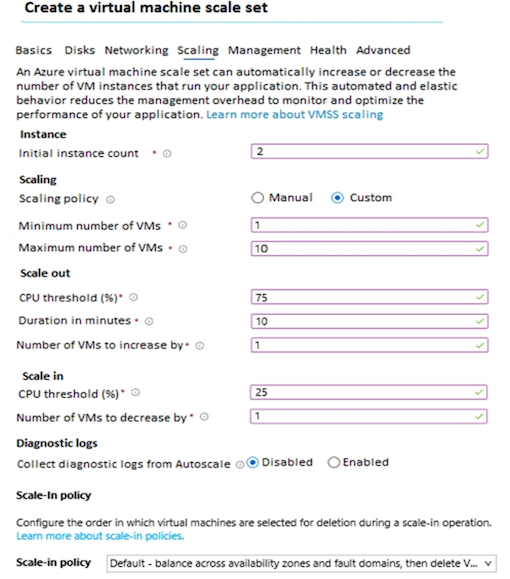 Create a virtual machine scale set
Basics Disks Networking Scaling Management Health Advanced
An Azure virtual machine scale set can automatically increase or decrease the
number of VM instances that run your application. This automated and elastic
behavior reduces the management overhead to monitor and optimize the
performance of your application. Learn more about VMSS scaling
Instance
Initial instance count * 2
Scaling
Scaling policy Manual Custom
Minimum number of VMs * 1
Maximum number of VMs * 10
Scale out
CPU threshold (%)* 75
Duration in minutes * 10
Number of VMs to increase by* 1
Scale in
CPU threshold (%)* 25
Number of VMs to decrease by* 1
Diagnostic logs
Collect diagnostic logs from Autoscale Disabled Enabled
Scale-In policy
Configure the order in which virtual machines are selected for deletion during a scale-in operation.
Learn more about scale-in policies.
Scale-in policy Default - balance across availability zones and fault domains, then delete V...